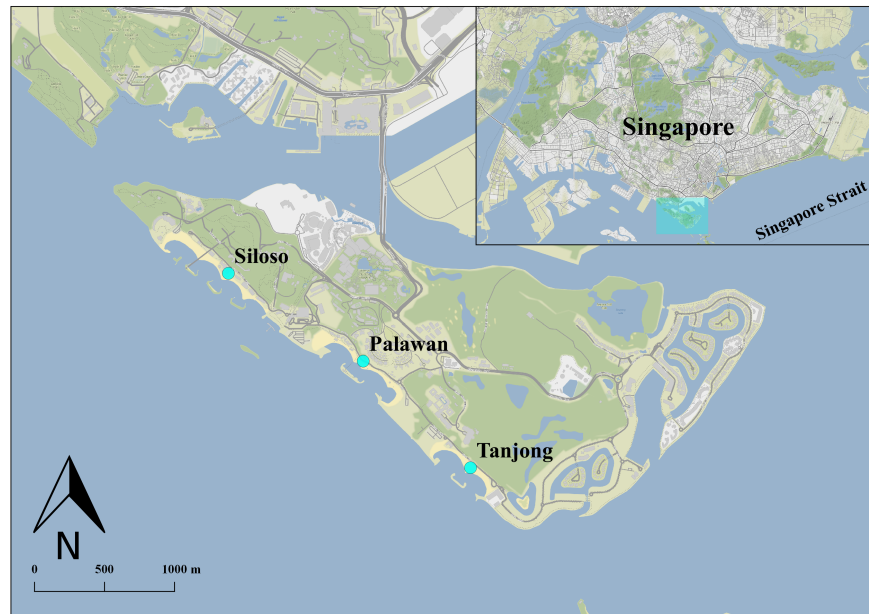 Singapore
Singapore Strait
Siloso
Palawan
Tanjong
N
0 500 1000 m